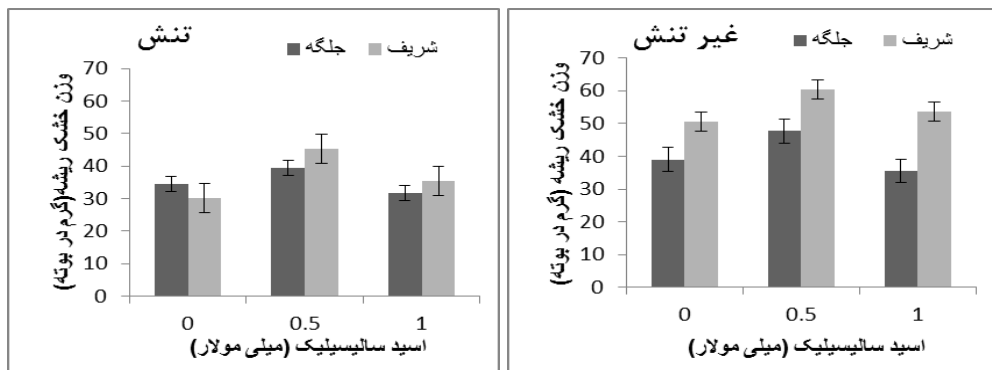 تنش
جلگه شریف
وزن خشک ریشه(گرم در بوته)
70
60
50
40
30
20
10
0
0 0.5 1
اسید سالیسیلیک (میلی مولار)
غیر تنش
جلگه شریف
وزن خشک ریشه (گرم در بوته)
70
60
50
40
30
20
10
0
0 0.5 1
اسید سالیسیلیک (میلی مولار)